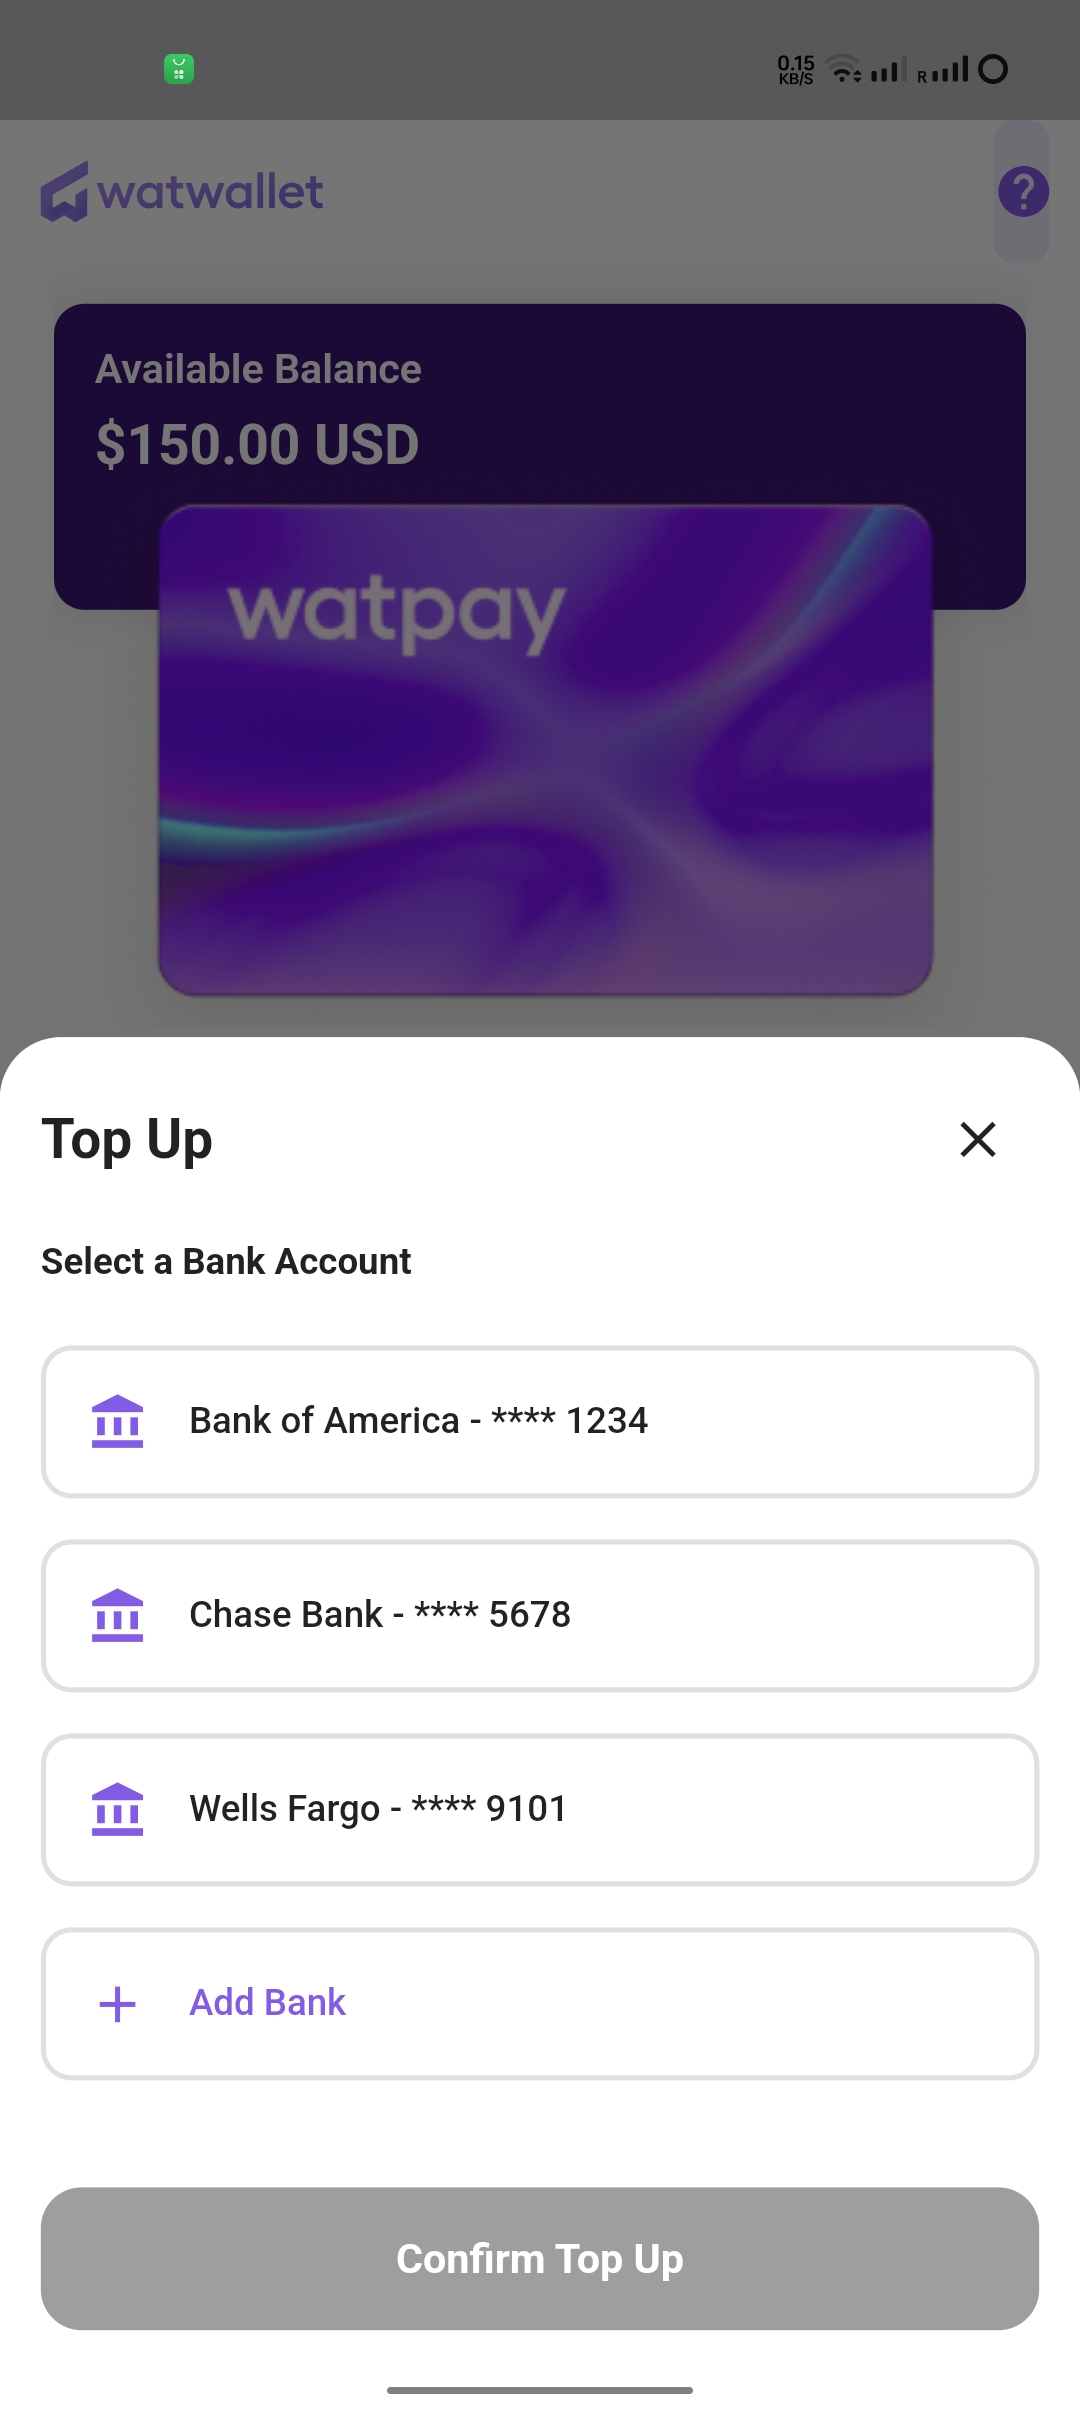 0.15
KB/S
R
watwallet
?
Available Balance
$150.00 USD
watpay
Top Up
Select a Bank Account
Bank of America - **** 1234
Chase Bank - **** 5678
Wells Fargo - **** 9101
Add Bank
Confirm Top Up